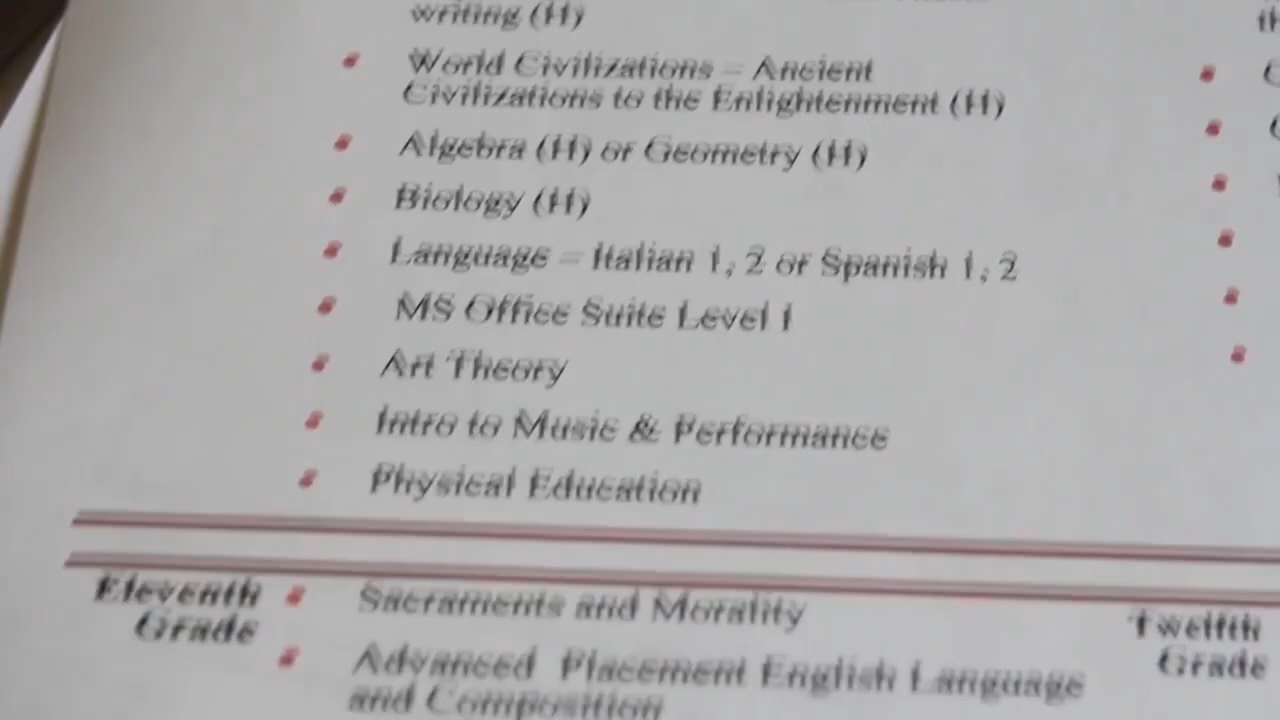 writing (H)
World Civilizations – Ancient
Civilizations to the Enlightenment (H)
Algebra (H) or Geometry (H)
Biology (H)
Language – Italian 1, 2 or Spanish 1, 2
MS Office Suite Level 1
Art Theory
Intro to Music & Performance
Physical Education
Eleventh
Grade
Sacraments and Morality
Advanced Placement English Language
and Composition
Twelfth
Grade